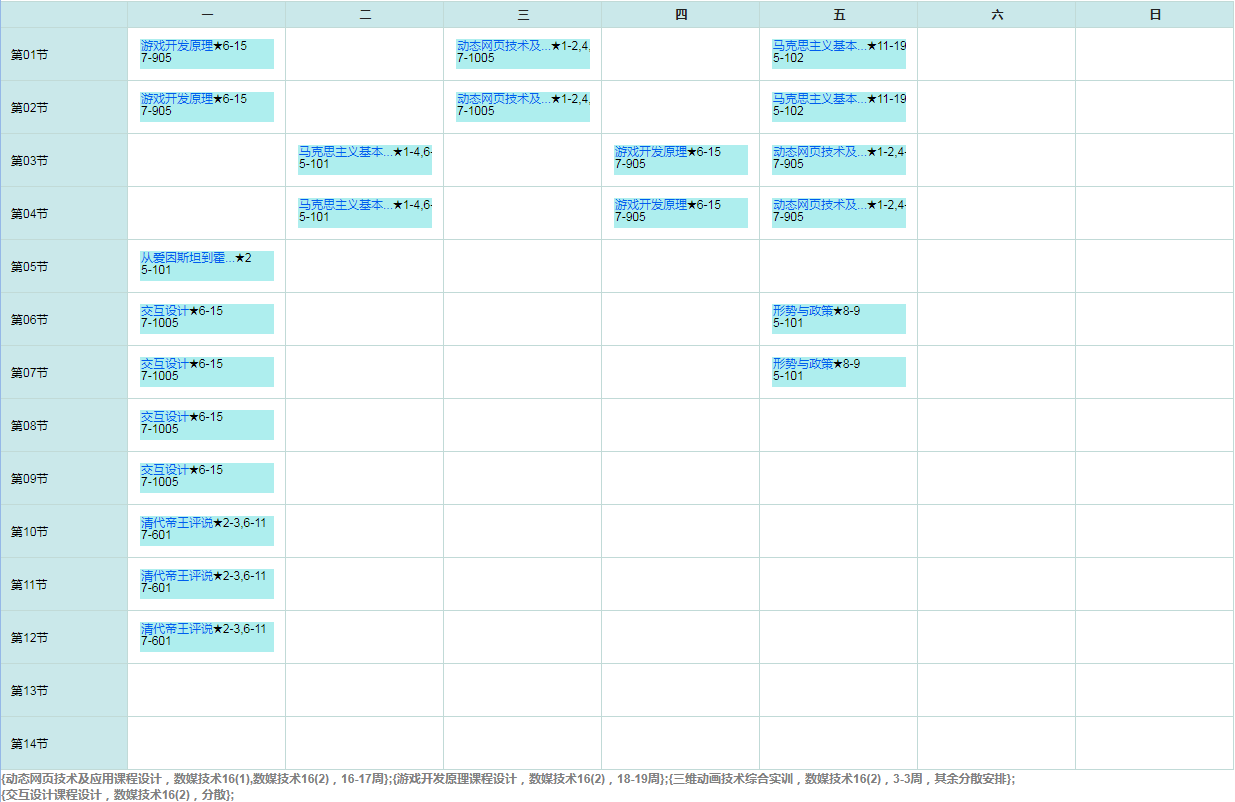 一 二 三 四 五 六 日
第01节 游戏开发原理★6-15 动态网页技术及...★1-2,4, 马克思主义基本...★11-19
7-905 7-1005 5-102
第02节 游戏开发原理★6-15 动态网页技术及...★1-2,4, 马克思主义基本...★11-19
7-905 7-1005 5-102
第03节 马克思主义基本...★1-4,6- 游戏开发原理★6-15 动态网页技术及...★1-2,4-
5-101 7-905 7-905
第04节 马克思主义基本...★1-4,6- 游戏开发原理★6-15 动态网页技术及...★1-2,4-
5-101 7-905 7-905
第05节 从爱因斯坦到霍...★2
5-101
第06节 交互设计★6-15 形势与政策★8-9
7-1005 5-101
第07节 交互设计★6-15 形势与政策★8-9
7-1005 5-101
第08节 交互设计★6-15
7-1005
第09节 交互设计★6-15
7-1005
第10节 清代帝王评说★2-3,6-11
7-601
第11节 清代帝王评说★2-3,6-11
7-601
第12节 清代帝王评说★2-3,6-11
7-601
第13节
第14节
{动态网页技术及应用课程设计，数媒技术16(1),数媒技术16(2)，16-17周};{游戏开发原理课程设计，数媒技术16(2)，18-19周};{三维动画技术综合实训，数媒技术16(2)，3-3周，其余分散安排};
{交互设计课程设计，数媒技术16(2)，分散};